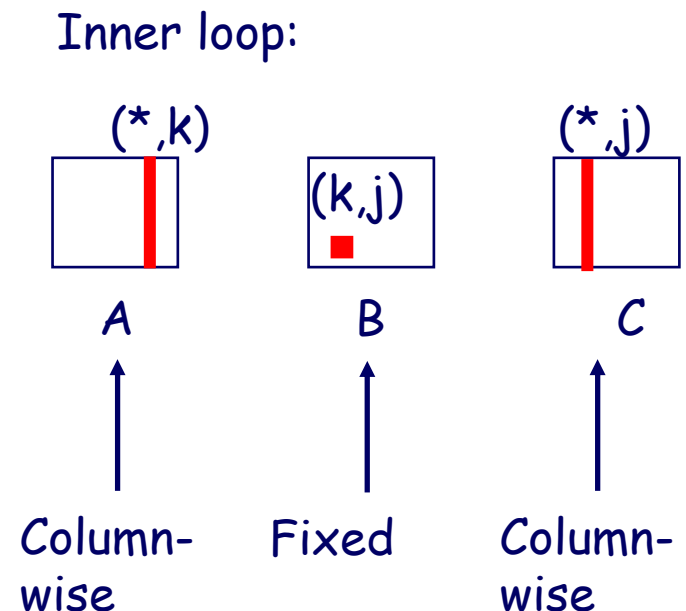 Inner loop:
(*,k)
(k,j)
(*,j)
A
B
C
Column-
wise
Fixed
Column-
wise